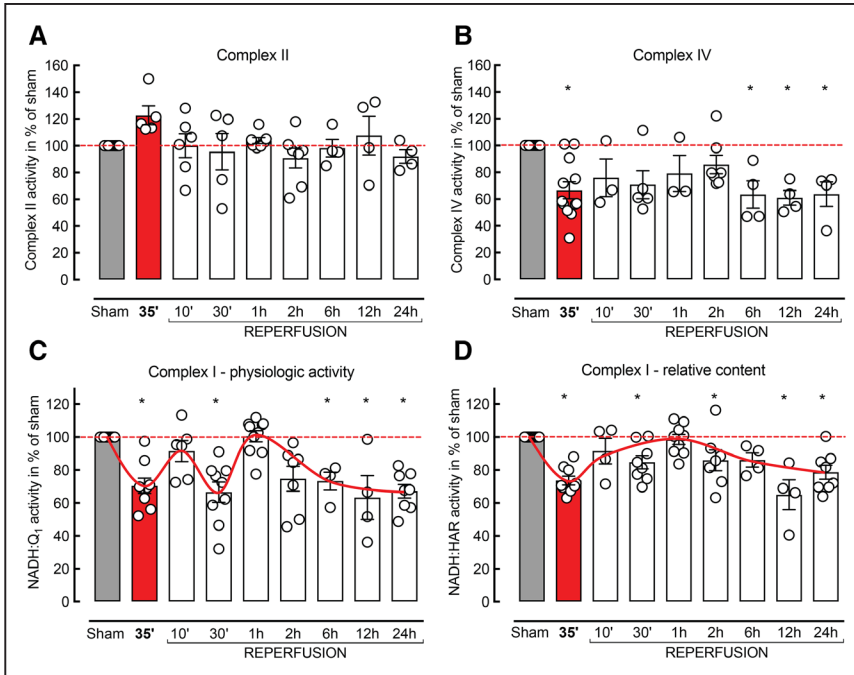 A
Complex II
Complex II activity in % of sham
160
140
120
100
80
60
40
20
0
Sham 35' 10' 30' 1h 2h 6h 12h 24h
REPERFUSION
B
Complex IV
Complex IV activity in % of sham
160
140
120
100
80
60
40
20
0
* * * *
Sham 35' 10' 30' 1h 2h 6h 12h 24h
REPERFUSION
C
Complex I - physiologic activity
NADH:Q1 activity in % of sham
120
100
80
60
40
20
0
* * * * *
Sham 35' 10' 30' 1h 2h 6h 12h 24h
REPERFUSION
D
Complex I - relative content
NADH:HAR activity in % of sham
120
100
80
60
40
20
0
* * * * *
Sham 35' 10' 30' 1h 2h 6h 12h 24h
REPERFUSION